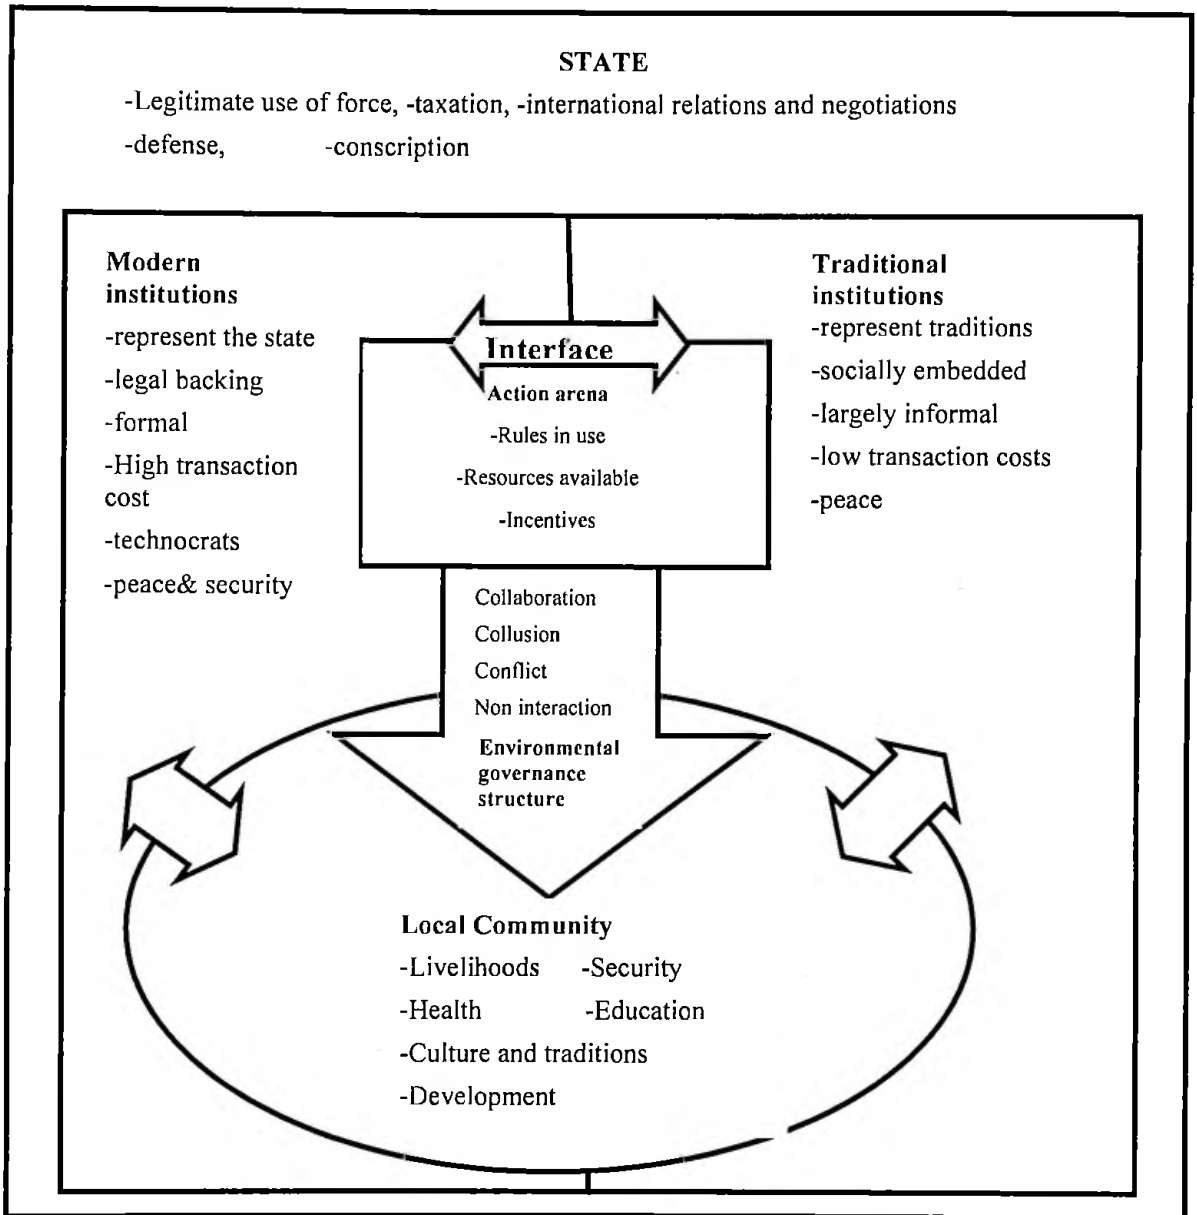 STATE
-Legitimate use of force, -taxation, -international relations and negotiations
-defense, -conscription
Modern
institutions
-represent the state
-legal backing
-formal
-High transaction
cost
-technocrats
-peace& security
Interface
Action arena
-Rules in use
-Resources available
-Incentives
Traditional
institutions
-represent traditions
-socially embedded
-largely informal
-low transaction costs
-peace
Collaboration
Collusion
Conflict
Non interaction
Environmental
governance
structure
Local Community
-Livelihoods -Security
-Health -Education
-Culture and traditions
-Development